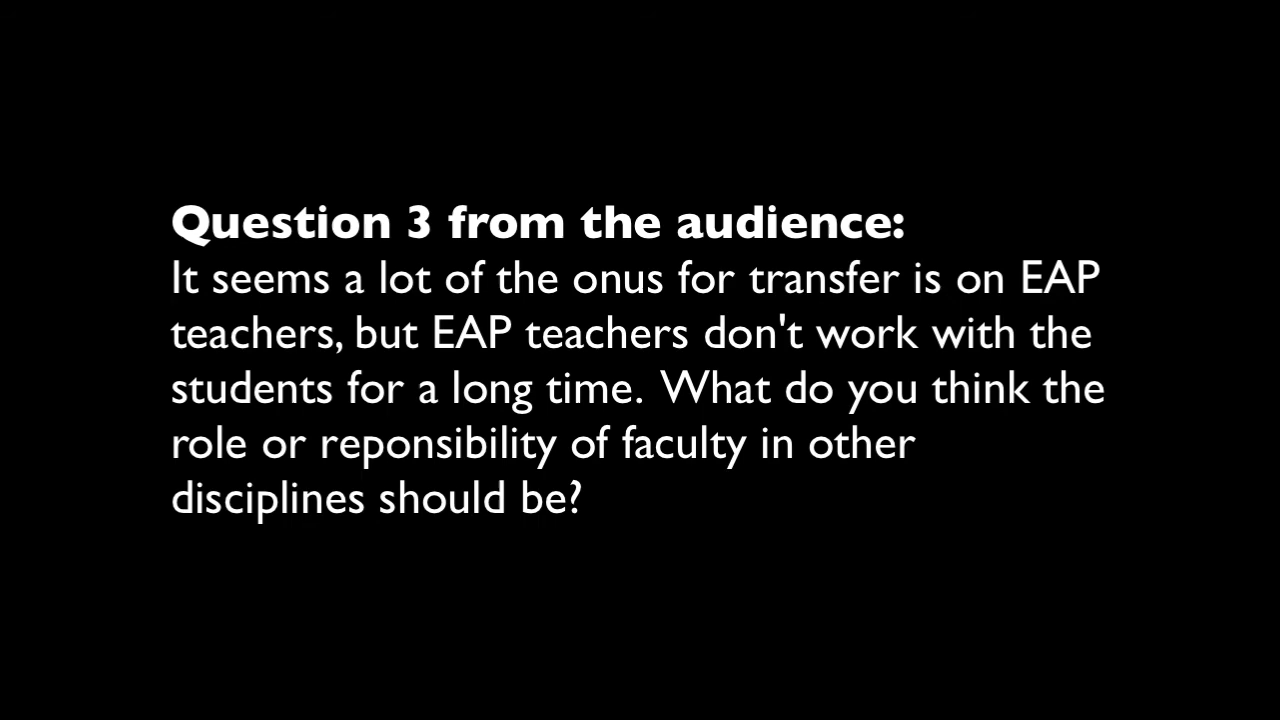 Question 3 from the audience:
It seems a lot of the onus for transfer is on EAP
teachers, but EAP teachers don't work with the
students for a long time.  What do you think the
role or reponsibility of faculty in other
disciplines should be?